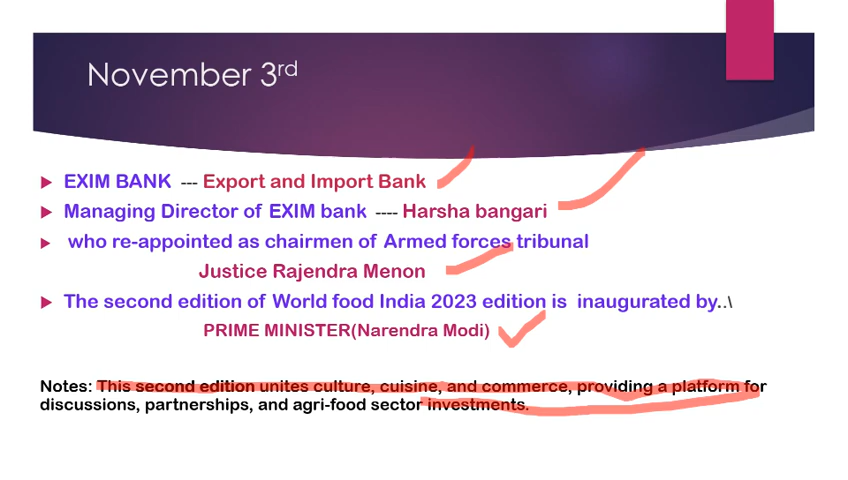 November 3rd
EXIM BANK --- Export and Import Bank
Managing Director of EXIM bank ---- Harsha bangari
who re-appointed as chairmen of Armed forces tribunal
Justice Rajendra Menon
The second edition of World food India 2023 edition is inaugurated by..\
PRIME MINISTER(Narendra Modi)
Notes: This second edition unites culture, cuisine, and commerce, providing a platform for
discussions, partnerships, and agri-food sector investments.